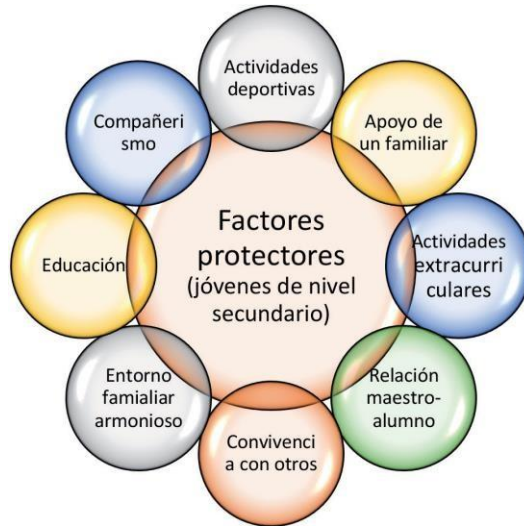 Actividades
deportivas
Apoyo de
un familiar
Actividades
extracurri
culares
Relación
maestro-
alumno
Convivenci
a con otros
Entorno
famialiar
armonioso
Educación
Compañeri
smo
Factores
protectores
(jóvenes de nivel
secundario)